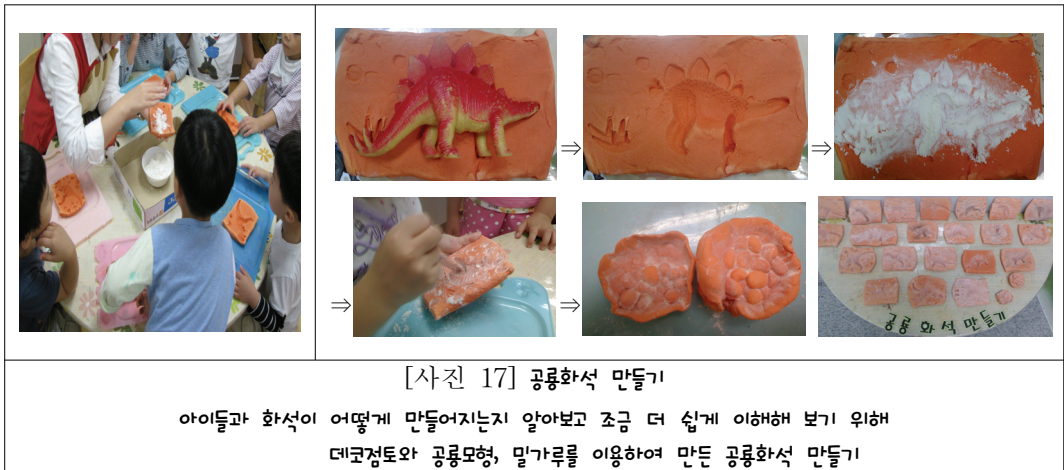 ⇒
⇒
⇒
⇒
공룡화석만들기
[사진 17] 공룡화석 만들기
아이들과 화석이 어떻게 만들어지는지 알아보고 조금 더 쉽게 이해해 보기 위해
데코점토와 공룡모형, 밀가루를 이용하여 만든 공룡화석 만들기